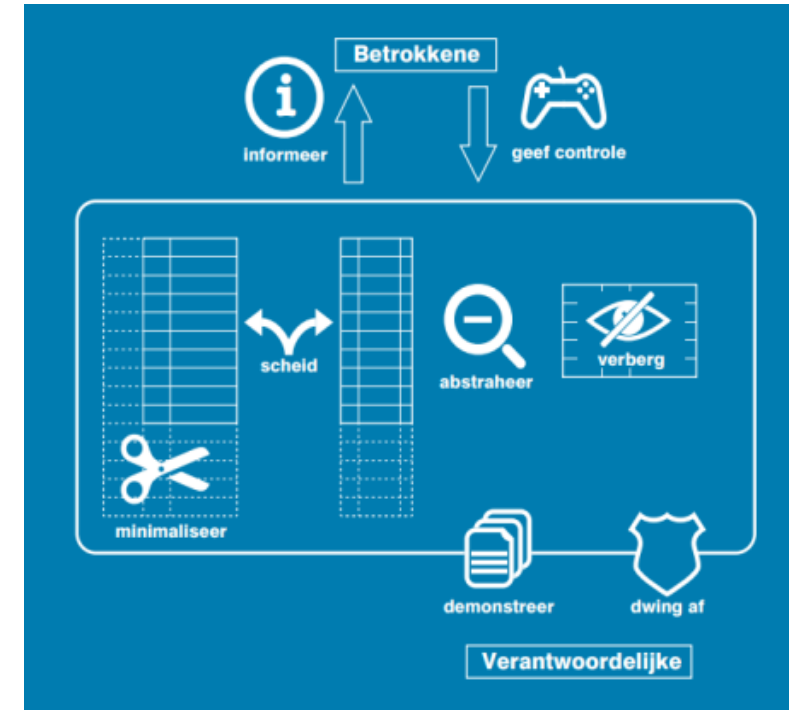 Betrokkene
informeer
geef controle
scheid
abstraheer
verberg
minimaliseer
demonstreer
dwing af
Verantwoordelijke